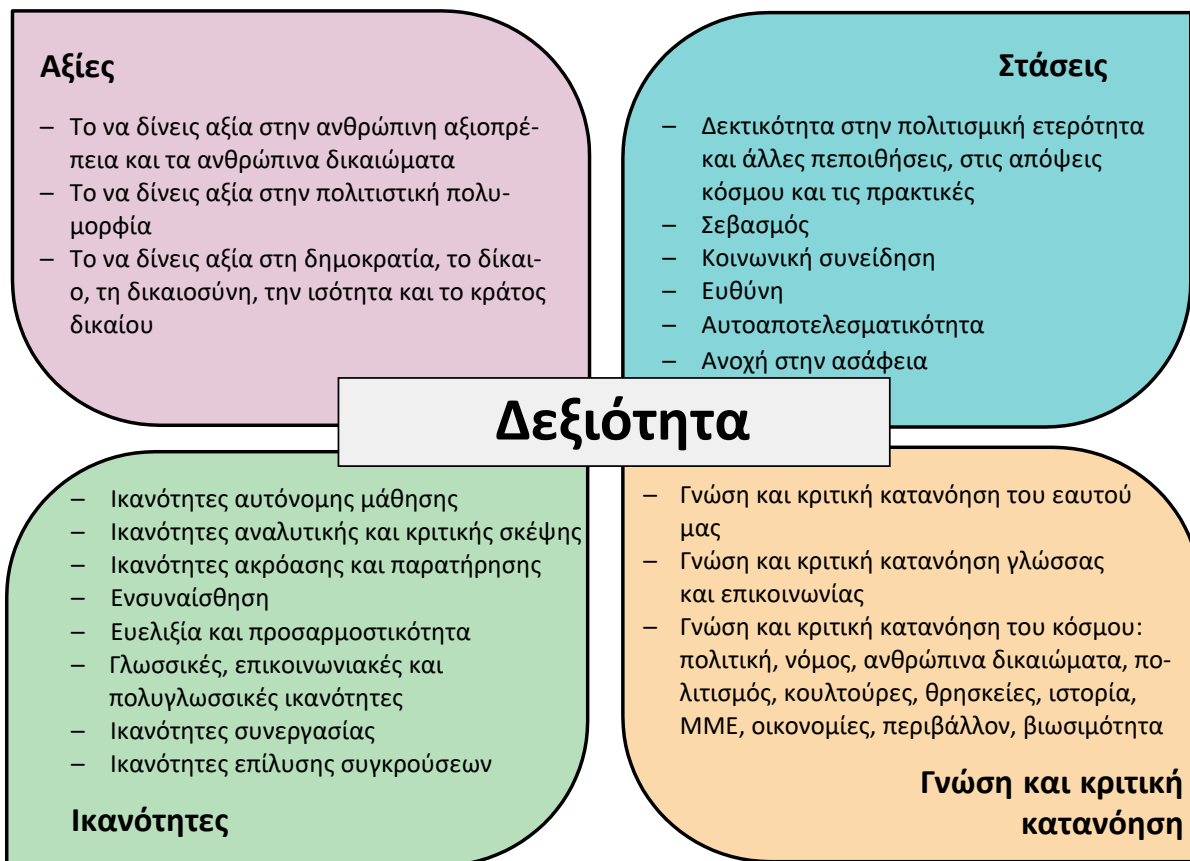 Αξίες
– Το να δίνεις αξία στην ανθρώπινη αξιοπρέ-
πεια και τα ανθρώπινα δικαιώματα
– Το να δίνεις αξία στην πολιτιστική πολυ-
μορφία
– Το να δίνεις αξία στη δημοκρατία, το δίκαι-
ο, τη δικαιοσύνη, την ισότητα και το κράτος
δικαίου
Στάσεις
– Δεκτικότητα στην πολιτισμική ετερότητα
και άλλες πεποιθήσεις, στις απόψεις
κόσμου και τις πρακτικές
– Σεβασμός
– Κοινωνική συνείδηση
– Ευθύνη
– Αυτοαποτελεσματικότητα
– Ανοχή στην ασάφεια
Δεξιότητα
– Ικανότητες αυτόνομης μάθησης
– Ικανότητες αναλυτικής και κριτικής σκέψης
– Ικανότητες ακρόασης και παρατήρησης
– Ενσυναίσθηση
– Ευελιξία και προσαρμοστικότητα
– Γλωσσικές, επικοινωνιακές και
πολυγλωσσικές ικανότητες
– Ικανότητες συνεργασίας
– Ικανότητες επίλυσης συγκρούσεων
Ικανότητες
– Γνώση και κριτική κατανόηση του εαυτού
μας
– Γνώση και κριτική κατανόηση γλώσσας
και επικοινωνίας
– Γνώση και κριτική κατανόηση του κόσμου:
πολιτική, νόμος, ανθρώπινα δικαιώματα, πο-
λιτισμός, κουλτούρες, θρησκείες, ιστορία,
ΜΜΕ, οικονομίες, περιβάλλον, βιωσιμότητα
Γνώση και κριτική
κατανόηση